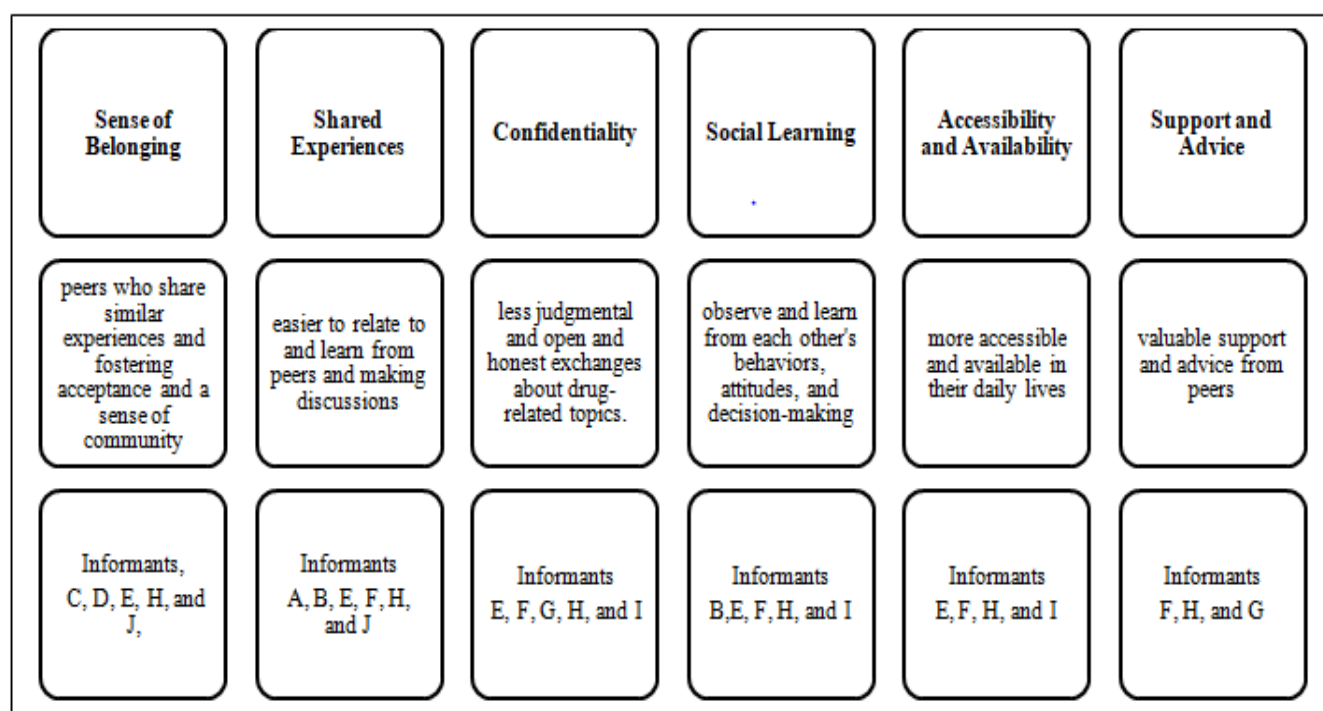 Sense of
Belonging
Shared
Experiences
Confidentiality
Social Learning
Accessibility
and Availability
Support and
Advice
peers who share
similar
experiences and
fostering
acceptance and a
sense of
community
easier to relate to
and learn from
peers and making
discussions
less judgmental
and open and
honest exchanges
about drug-
related topics.
observe and learn
from each other's
behaviors,
attitudes, and
decision-making
more accessible
and available in
their daily lives
valuable support
and advice from
peers
Informants,
C, D, E, H, and
J,
Informants
A, B, E, F, H,
and J
Informants
E, F, G, H, and I
Informants
B,E, F, H, and I
Informants
E, F, H, and I
Informants
F, H, and G